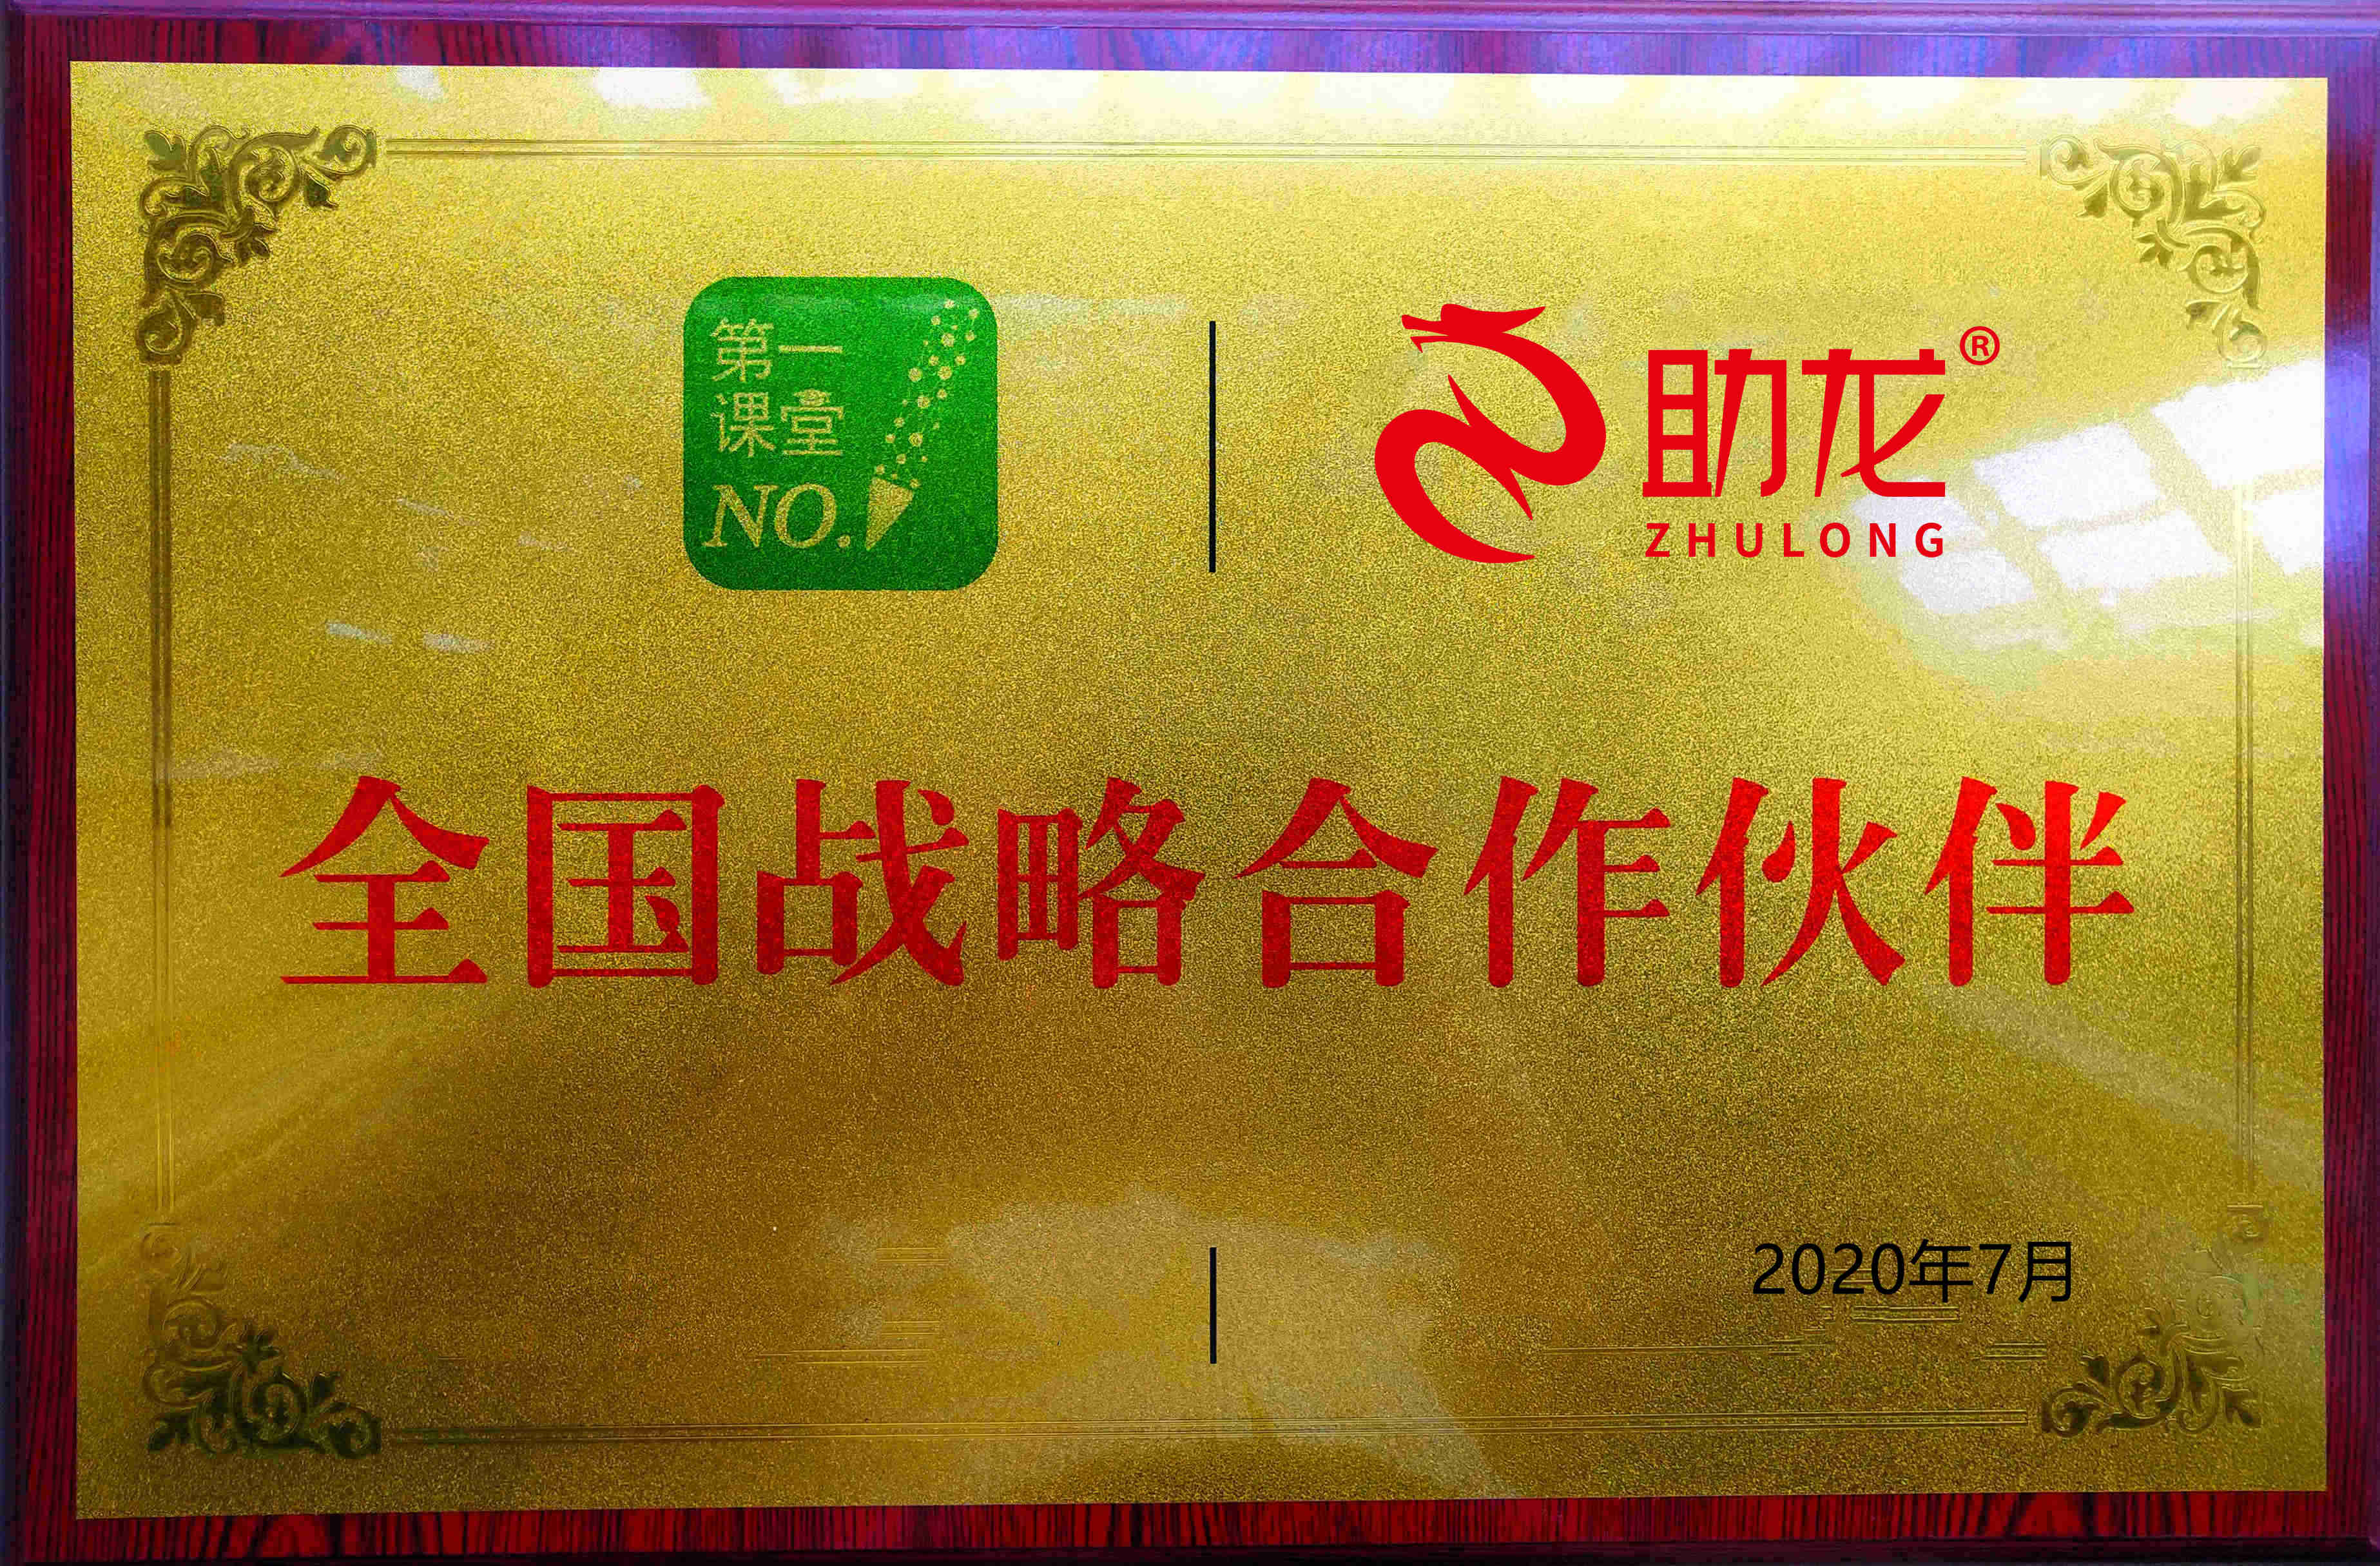 第一
课堂
NO.
助龙®
ZHULONG
全国战略合作伙伴
2020年7月